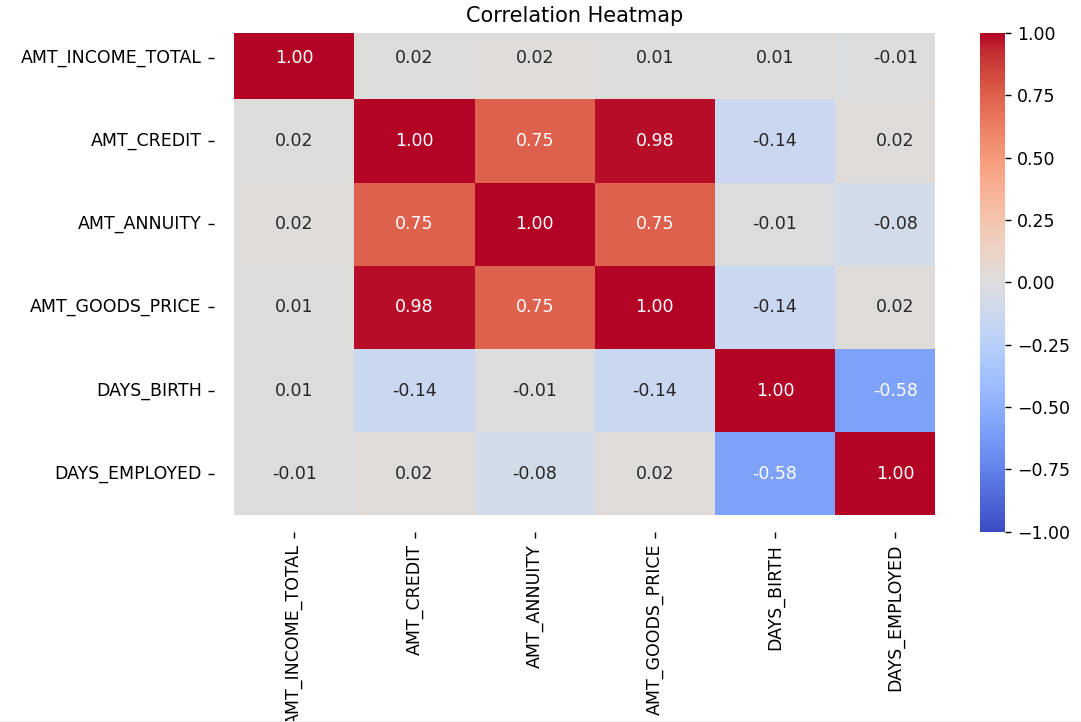 Correlation Heatmap
AMT_INCOME_TOTAL 1.00 0.02 0.02 0.01 0.01 -0.01
AMT_CREDIT 0.02 1.00 0.75 0.98 -0.14 0.02
AMT_ANNUITY 0.02 0.75 1.00 0.75 -0.01 -0.08
AMT_GOODS_PRICE 0.01 0.98 0.75 1.00 -0.14 0.02
DAYS_BIRTH 0.01 -0.14 -0.01 -0.14 1.00 -0.58
DAYS_EMPLOYED -0.01 0.02 -0.08 0.02 -0.58 1.00
AMT_INCOME_TOTAL
AMT_CREDIT
AMT_ANNUITY
AMT_GOODS_PRICE
DAYS_BIRTH
DAYS_EMPLOYED
1.00
0.75
0.50
0.25
0.00
−0.25
−0.50
−0.75
−1.00